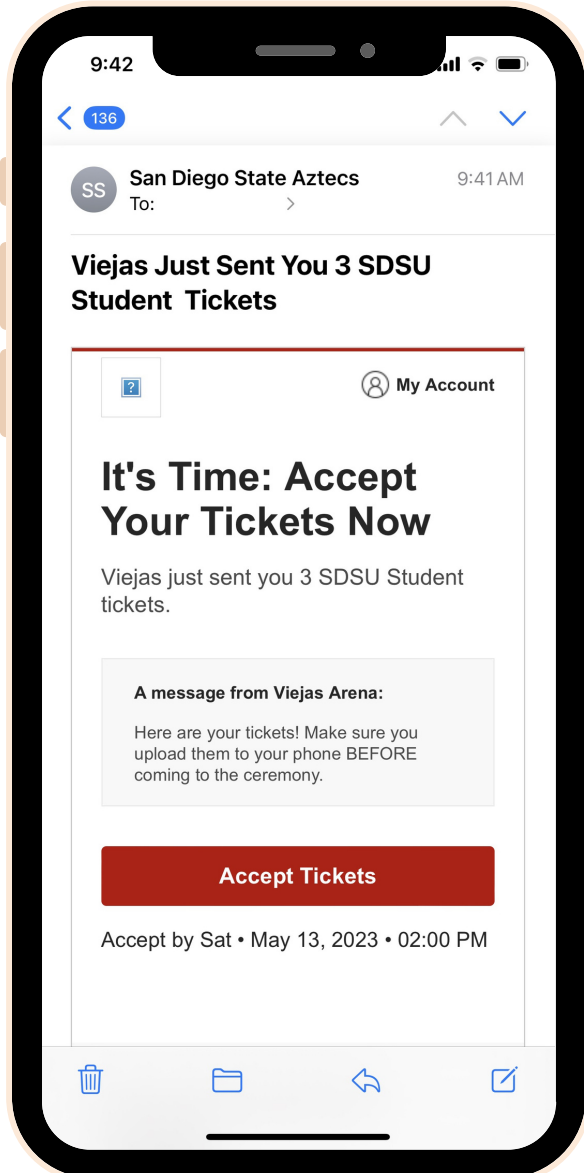 9:42
136
SS
San Diego State Aztecs
9:41 AM
To:
Viejas Just Sent You 3 SDSU
Student Tickets
?
My Account
It's Time: Accept
Your Tickets Now
Viejas just sent you 3 SDSU Student
tickets.
A message from Viejas Arena:
Here are your tickets! Make sure you
upload them to your phone BEFORE
coming to the ceremony.
Accept Tickets
Accept by Sat • May 13, 2023 • 02:00 PM